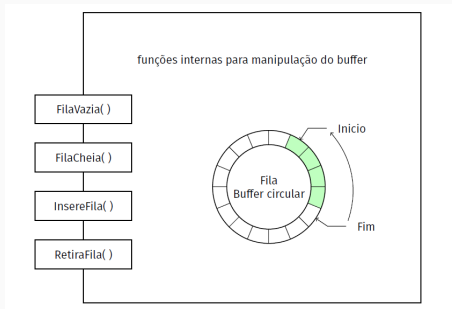 funções internas para manipulação do buffer
FilaVazia( )
FilaCheia( )
InsereFila( )
RetiraFila( )
Fila
Buffer circular
Inicio
Fim